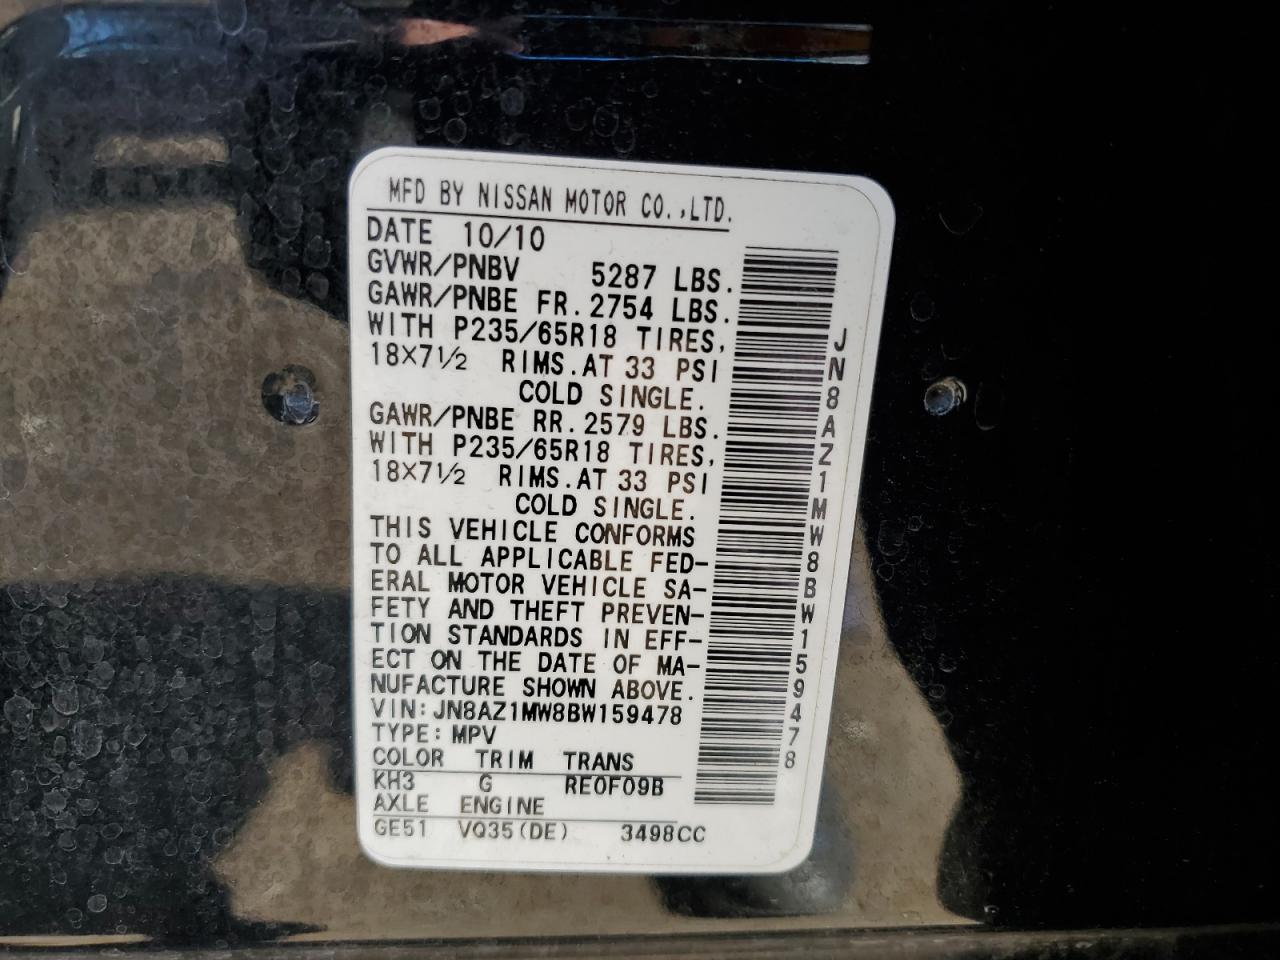 MFD BY NISSAN MOTOR CO.,LTD.
DATE 10/10
GVWR/PNBV 5287 LBS.
GAWR/PNBE FR.2754 LBS.
WITH P235/65R18 TIRES,
18×7 1/2 RIMS.AT 33 PSI
COLD SINGLE.
GAWR/PNBE RR.2579 LBS.
WITH P235/65R18 TIRES,
18×7 1/2 RIMS.AT 33 PSI
COLD SINGLE.
THIS VEHICLE CONFORMS
TO ALL APPLICABLE FED-
ERAL MOTOR VEHICLE SA-
FETY AND THEFT PREVEN-
TION STANDARDS IN EFF-
ECT ON THE DATE OF MA-
NUFACTURE SHOWN ABOVE.
VIN:JN8AZ1MW8BW159478
TYPE:MPV
COLOR TRIM TRANS
KH3 G RE0F09B
AXLE ENGINE
GE51 VQ35(DE) 3498CC
JN8AZ1MW8BW159478